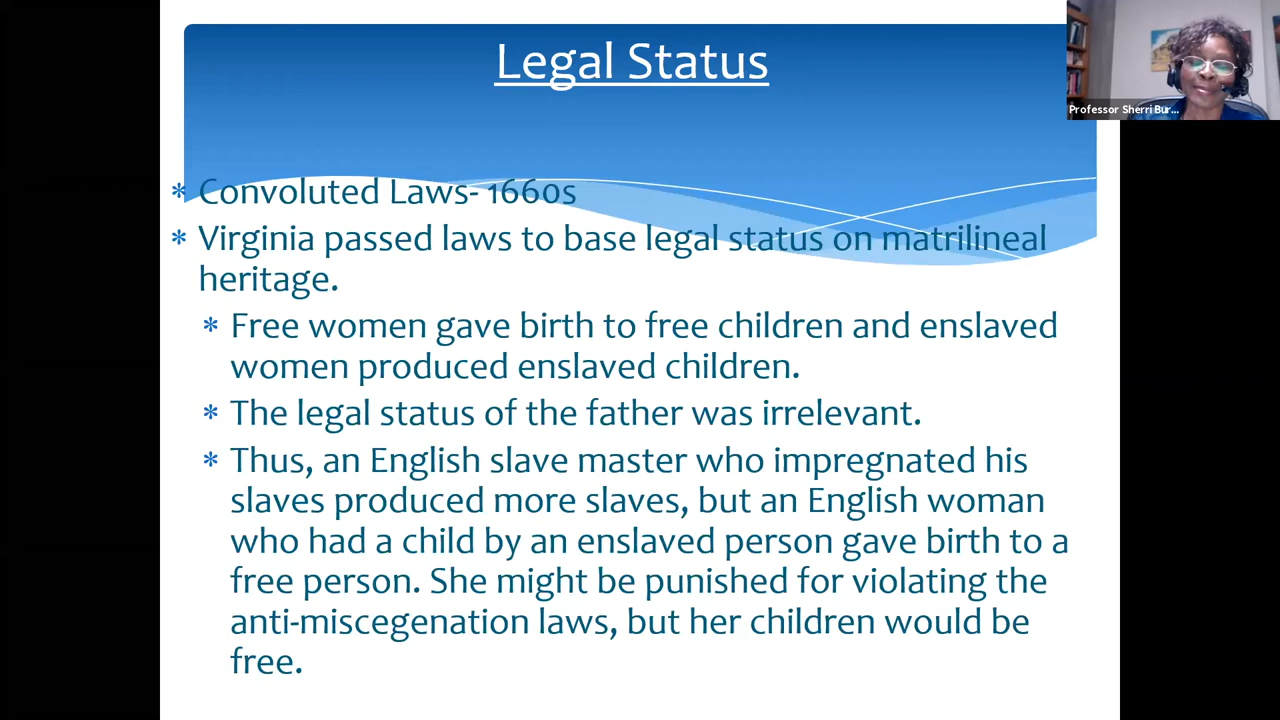 Legal Status
Professor Sherri Bur...
* Convoluted Laws- 1660s
* Virginia passed laws to base legal status on matrilineal
heritage.
* Free women gave birth to free children and enslaved
women produced enslaved children.
* The legal status of the father was irrelevant.
* Thus, an English slave master who impregnated his
slaves produced more slaves, but an English woman
who had a child by an enslaved person gave birth to a
free person. She might be punished for violating the
anti-miscegenation laws, but her children would be
free.